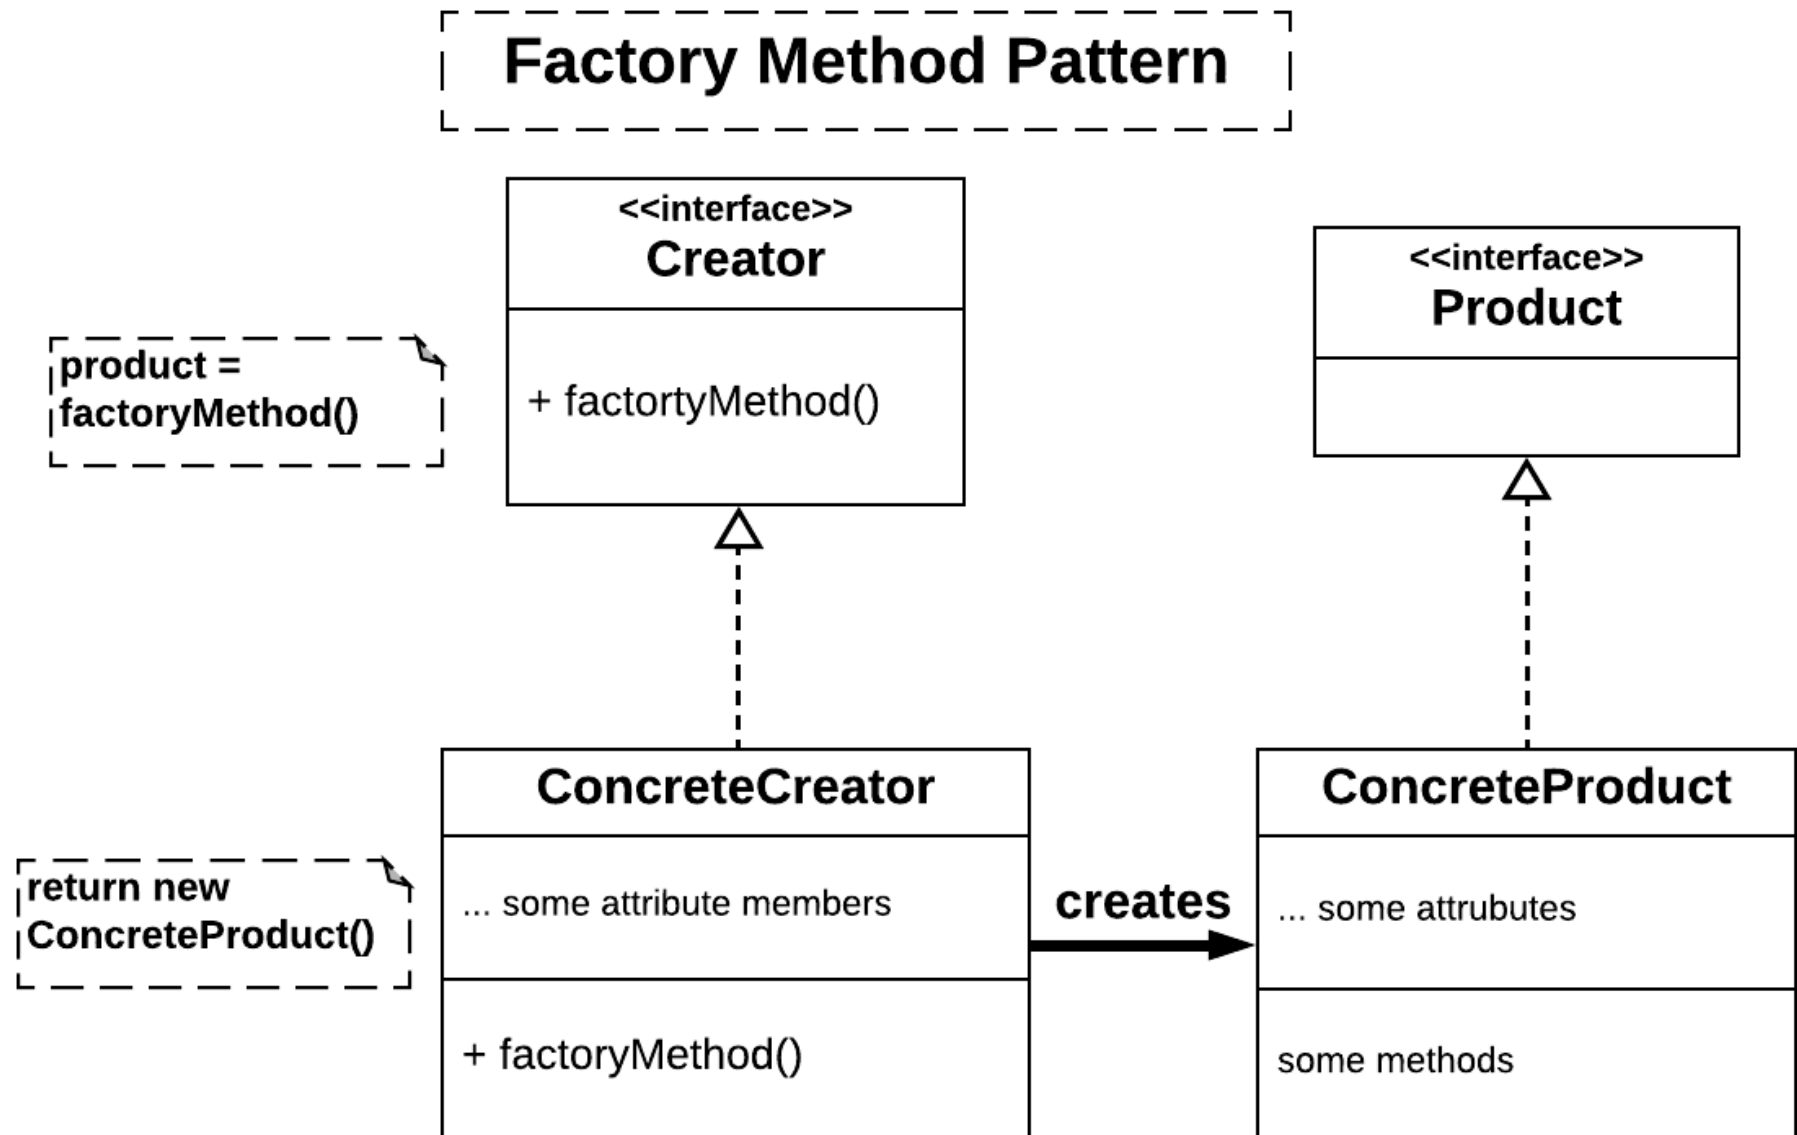 Factory Method Pattern
<<interface>>
Creator
+ factortyMethod()
<<interface>>
Product
product =
factoryMethod()
ConcreteCreator
... some attribute members
+ factoryMethod()
creates
ConcreteProduct
... some attrubutes
some methods
return new
ConcreteProduct()